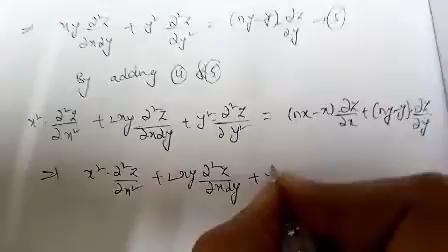 ⇒ xy ∂²z/∂x∂y + y² ∂²z/∂y² = (ny-y) ∂z/∂y → ⑤
By adding ④ & ⑤
x² · ∂²z/∂x² + 2xy ∂²z/∂x∂y + y² · ∂²z/∂y² = (nx-x) ∂z/∂x + (ny-y) ∂z/∂y
⇒ x² · ∂²z/∂x² + 2xy ∂²z/∂x∂y +